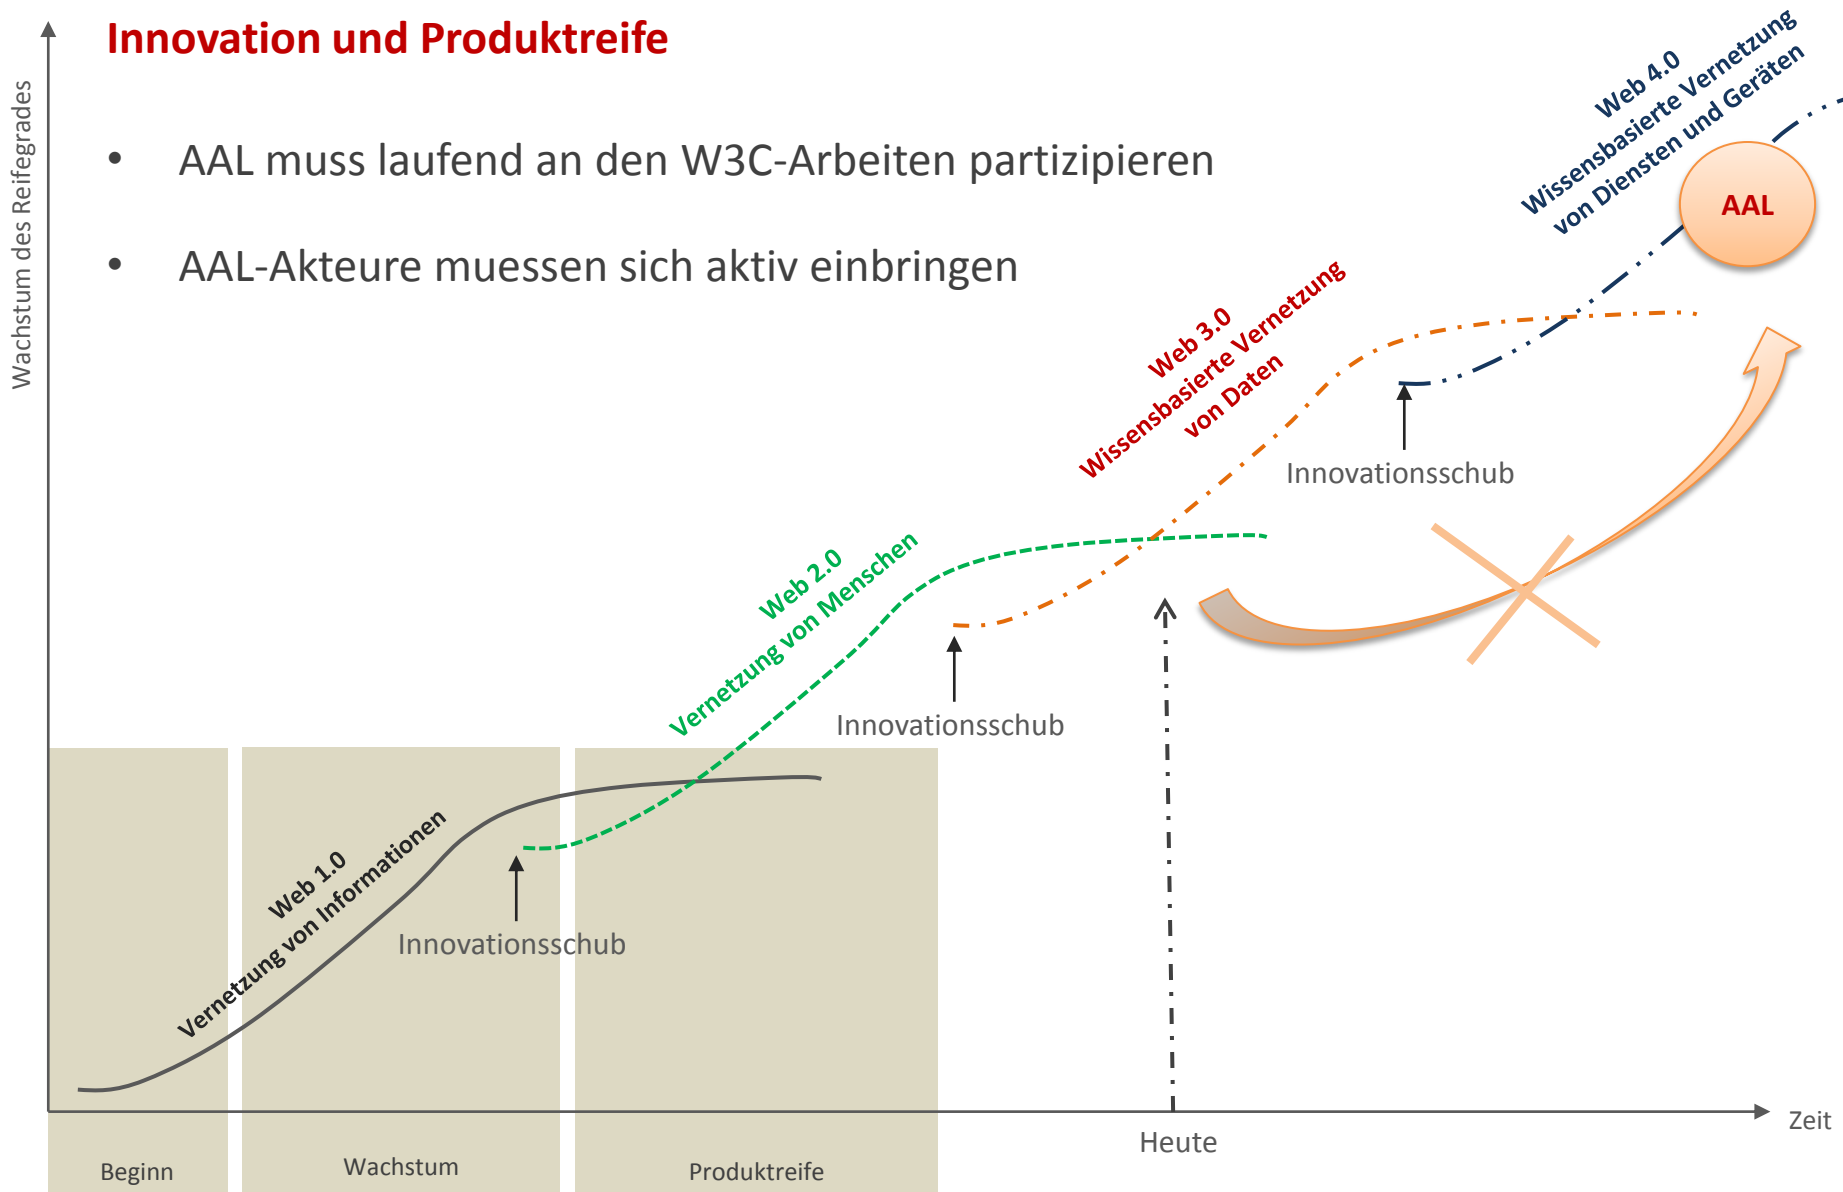 Innovation und Produktreife
• AAL muss laufend an den W3C-Arbeiten partizipieren
• AAL-Akteure muessen sich aktiv einbringen
Wachstum des Reifegrades
Web 4.0
Wissensbasierte Vernetzung
von Diensten und Geräten
AAL
Web 3.0
Wissensbasierte Vernetzung
von Daten
Innovationsschub
Web 2.0
Vernetzung von Menschen
Innovationsschub
Web 1.0
Vernetzung von Informationen
Innovationsschub
Zeit
Heute
Beginn
Wachstum
Produktreife